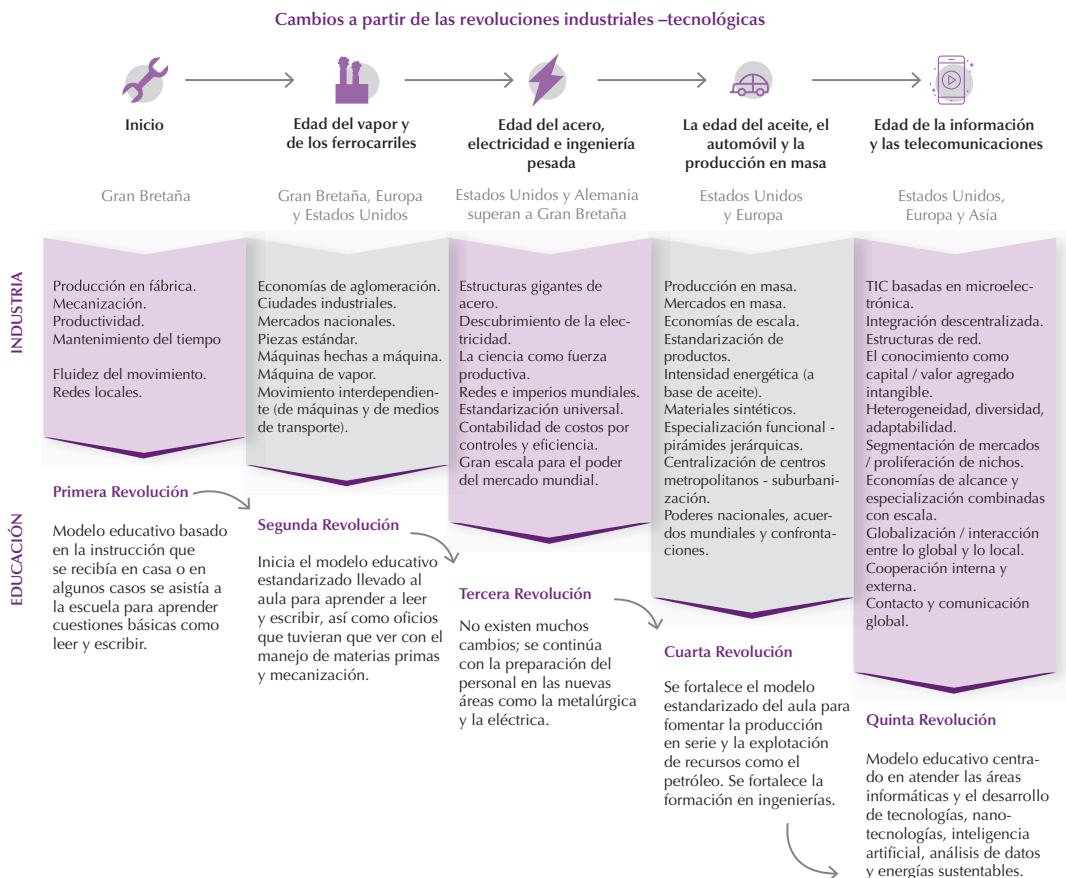 Cambios a partir de las revoluciones industriales –tecnológicas
Inicio
Gran Bretaña
Edad del vapor y
de los ferrocarriles
Gran Bretaña, Europa
y Estados Unidos
Edad del acero,
electricidad e ingeniería
pesada
Estados Unidos y Alemania
superan a Gran Bretaña
La edad del aceite, el
automóvil y la
producción en masa
Estados Unidos
y Europa
Edad de la información
y las telecomunicaciones
Estados Unidos,
Europa y Asia
INDUSTRIA
Producción en fábrica.
Mecanización.
Productividad.
Mantenimiento del tiempo
Fluidez del movimiento.
Redes locales.
Economías de aglomeración.
Ciudades industriales.
Mercados nacionales.
Piezas estándar.
Máquinas hechas a máquina.
Máquina de vapor.
Movimiento interdependien-
te (de máquinas y de medios
de transporte).
Estructuras gigantes de
acero.
Descubrimiento de la elec-
tricidad.
La ciencia como fuerza
productiva.
Redes e imperios mundiales.
Estandarización universal.
Contabilidad de costos por
controles y eficiencia.
Gran escala para el poder
del mercado mundial.
Producción en masa.
Mercados en masa.
Economías de escala.
Estandarización de
productos.
Intensidad energética (a
base de aceite).
Materiales sintéticos.
Especialización funcional -
pirámides jerárquicas.
Centralización de centros
metropolitanos - suburbani-
zación.
Poderes nacionales, acuer-
dos mundiales y confronta-
ciones.
TIC basadas en microelec-
trónica.
Integración descentralizada.
Estructuras de red.
El conocimiento como
capital / valor agregado
intangible.
Heterogeneidad, diversidad,
adaptabilidad.
Segmentación de mercados
/ proliferación de nichos.
Economías de alcance y
especialización combinadas
con escala.
Globalización / interacción
entre lo global y lo local.
Cooperación interna y
externa.
Contacto y comunicación
global.
EDUCACIÓN
Primera Revolución
Modelo educativo basado
en la instrucción que
se recibía en casa o en
algunos casos se asistía a
la escuela para aprender
cuestiones básicas como
leer y escribir.
Segunda Revolución
Inicia el modelo educativo
estandarizado llevado al
aula para aprender a leer
y escribir, así como oficios
que tuvieran que ver con el
manejo de materias primas
y mecanización.
Tercera Revolución
No existen muchos
cambios; se continúa
con la preparación del
personal en las nuevas
áreas como la metalúrgica
y la eléctrica.
Cuarta Revolución
Se fortalece el modelo
estandarizado del aula para
fomentar la producción
en serie y la explotación
de recursos como el
petróleo. Se fortalece la
formación en ingenierías.
Quinta Revolución
Modelo educativo centra-
do en atender las áreas
informáticas y el desarrollo
de tecnologías, nano-
tecnologías, inteligencia
artificial, análisis de datos
y energías sustentables.